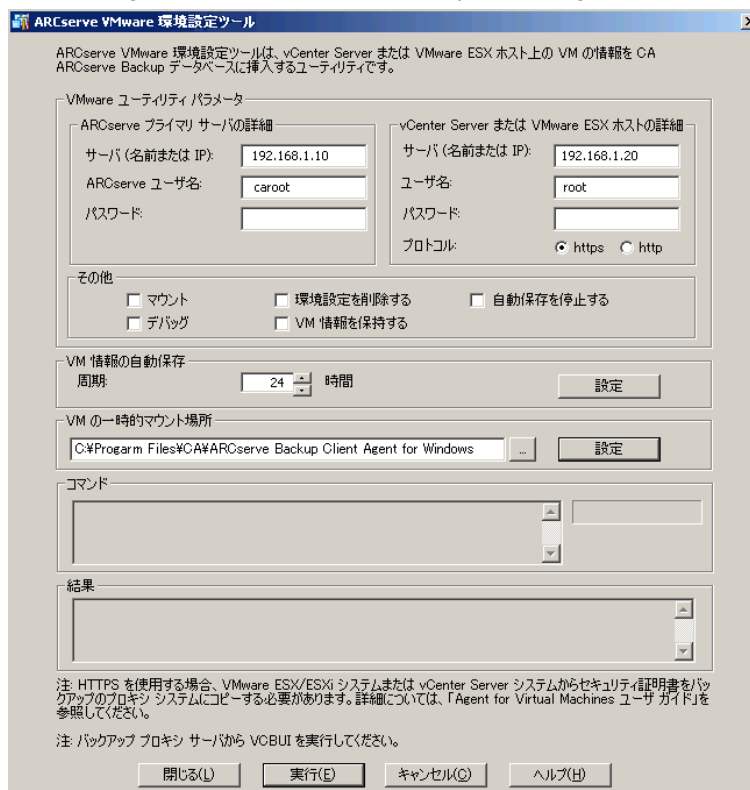 ARCserve VMware 環境設定ツール
ARCserve VMware 環境設定ツールは、vCenter Server または VMware ESX ホスト上の VM の情報を CA
ARCserve Backup データベースに挿入するユーティリティです。
VMware ユーティリティ パラメータ
ARCserve プライマリ サーバの詳細
サーバ (名前または IP): 192.168.1.10
ARCserve ユーザ名: caroot
パスワード:
vCenter Server または VMware ESX ホストの詳細
サーバ (名前または IP): 192.168.1.20
ユーザ名: root
パスワード:
プロトコル: https http
その他
マウント 環境設定を削除する 自動保存を停止する
デバッグ VM 情報を保持する
VM 情報の自動保存
周期: 24 時間 設定
VM の一時的マウント場所
C:¥Progarm Files¥CA¥ARCserve Backup Client Agent for Windows ... 設定
コマンド
結果
注: HTTPS を使用する場合、VMware ESX/ESXi システムまたは vCenter Server システムからセキュリティ証明書をバッ
クアップのプロキシ システムにコピーする必要があります。詳細については、「Agent for Virtual Machines ユーザ ガイド」を
参照してください。
注: バックアップ プロキシ サーバから VCBUI を実行してください。
閉じる(L) 実行(E) キャンセル(C) ヘルプ(H)